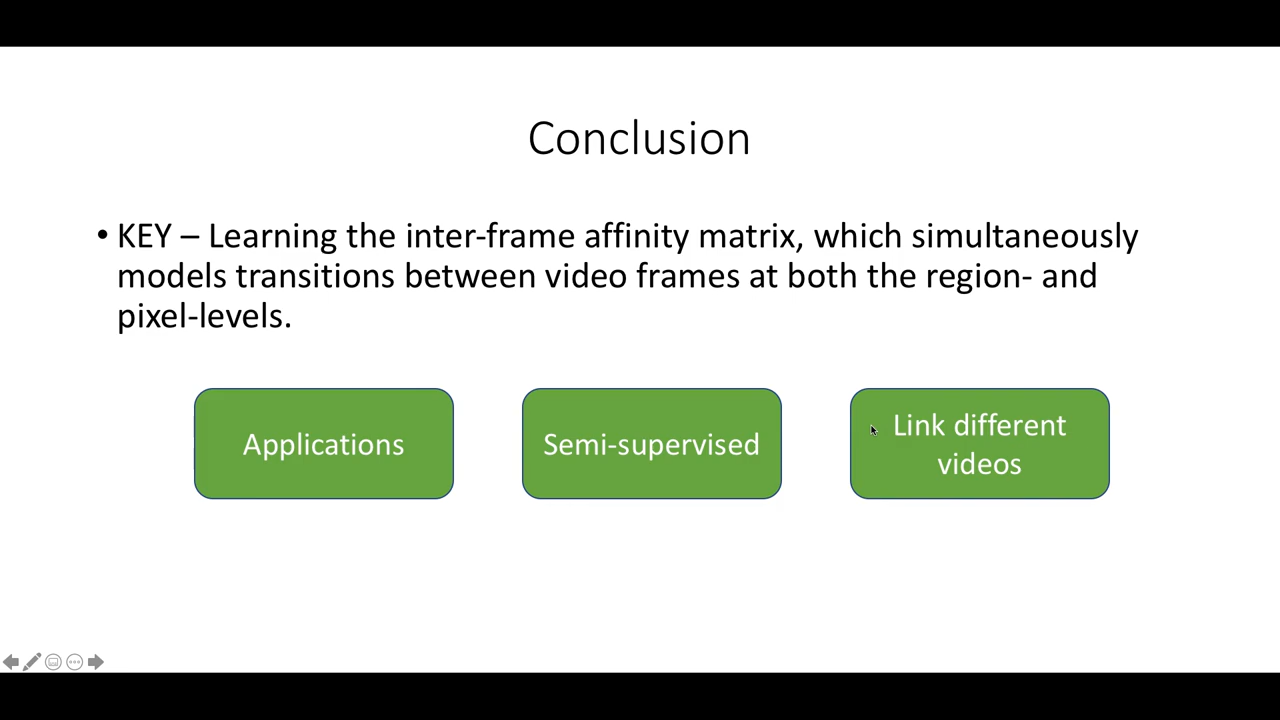 Conclusion
• KEY – Learning the inter-frame affinity matrix, which simultaneously
models transitions between video frames at both the region- and
pixel-levels.
Applications
Semi-supervised
Link different
videos